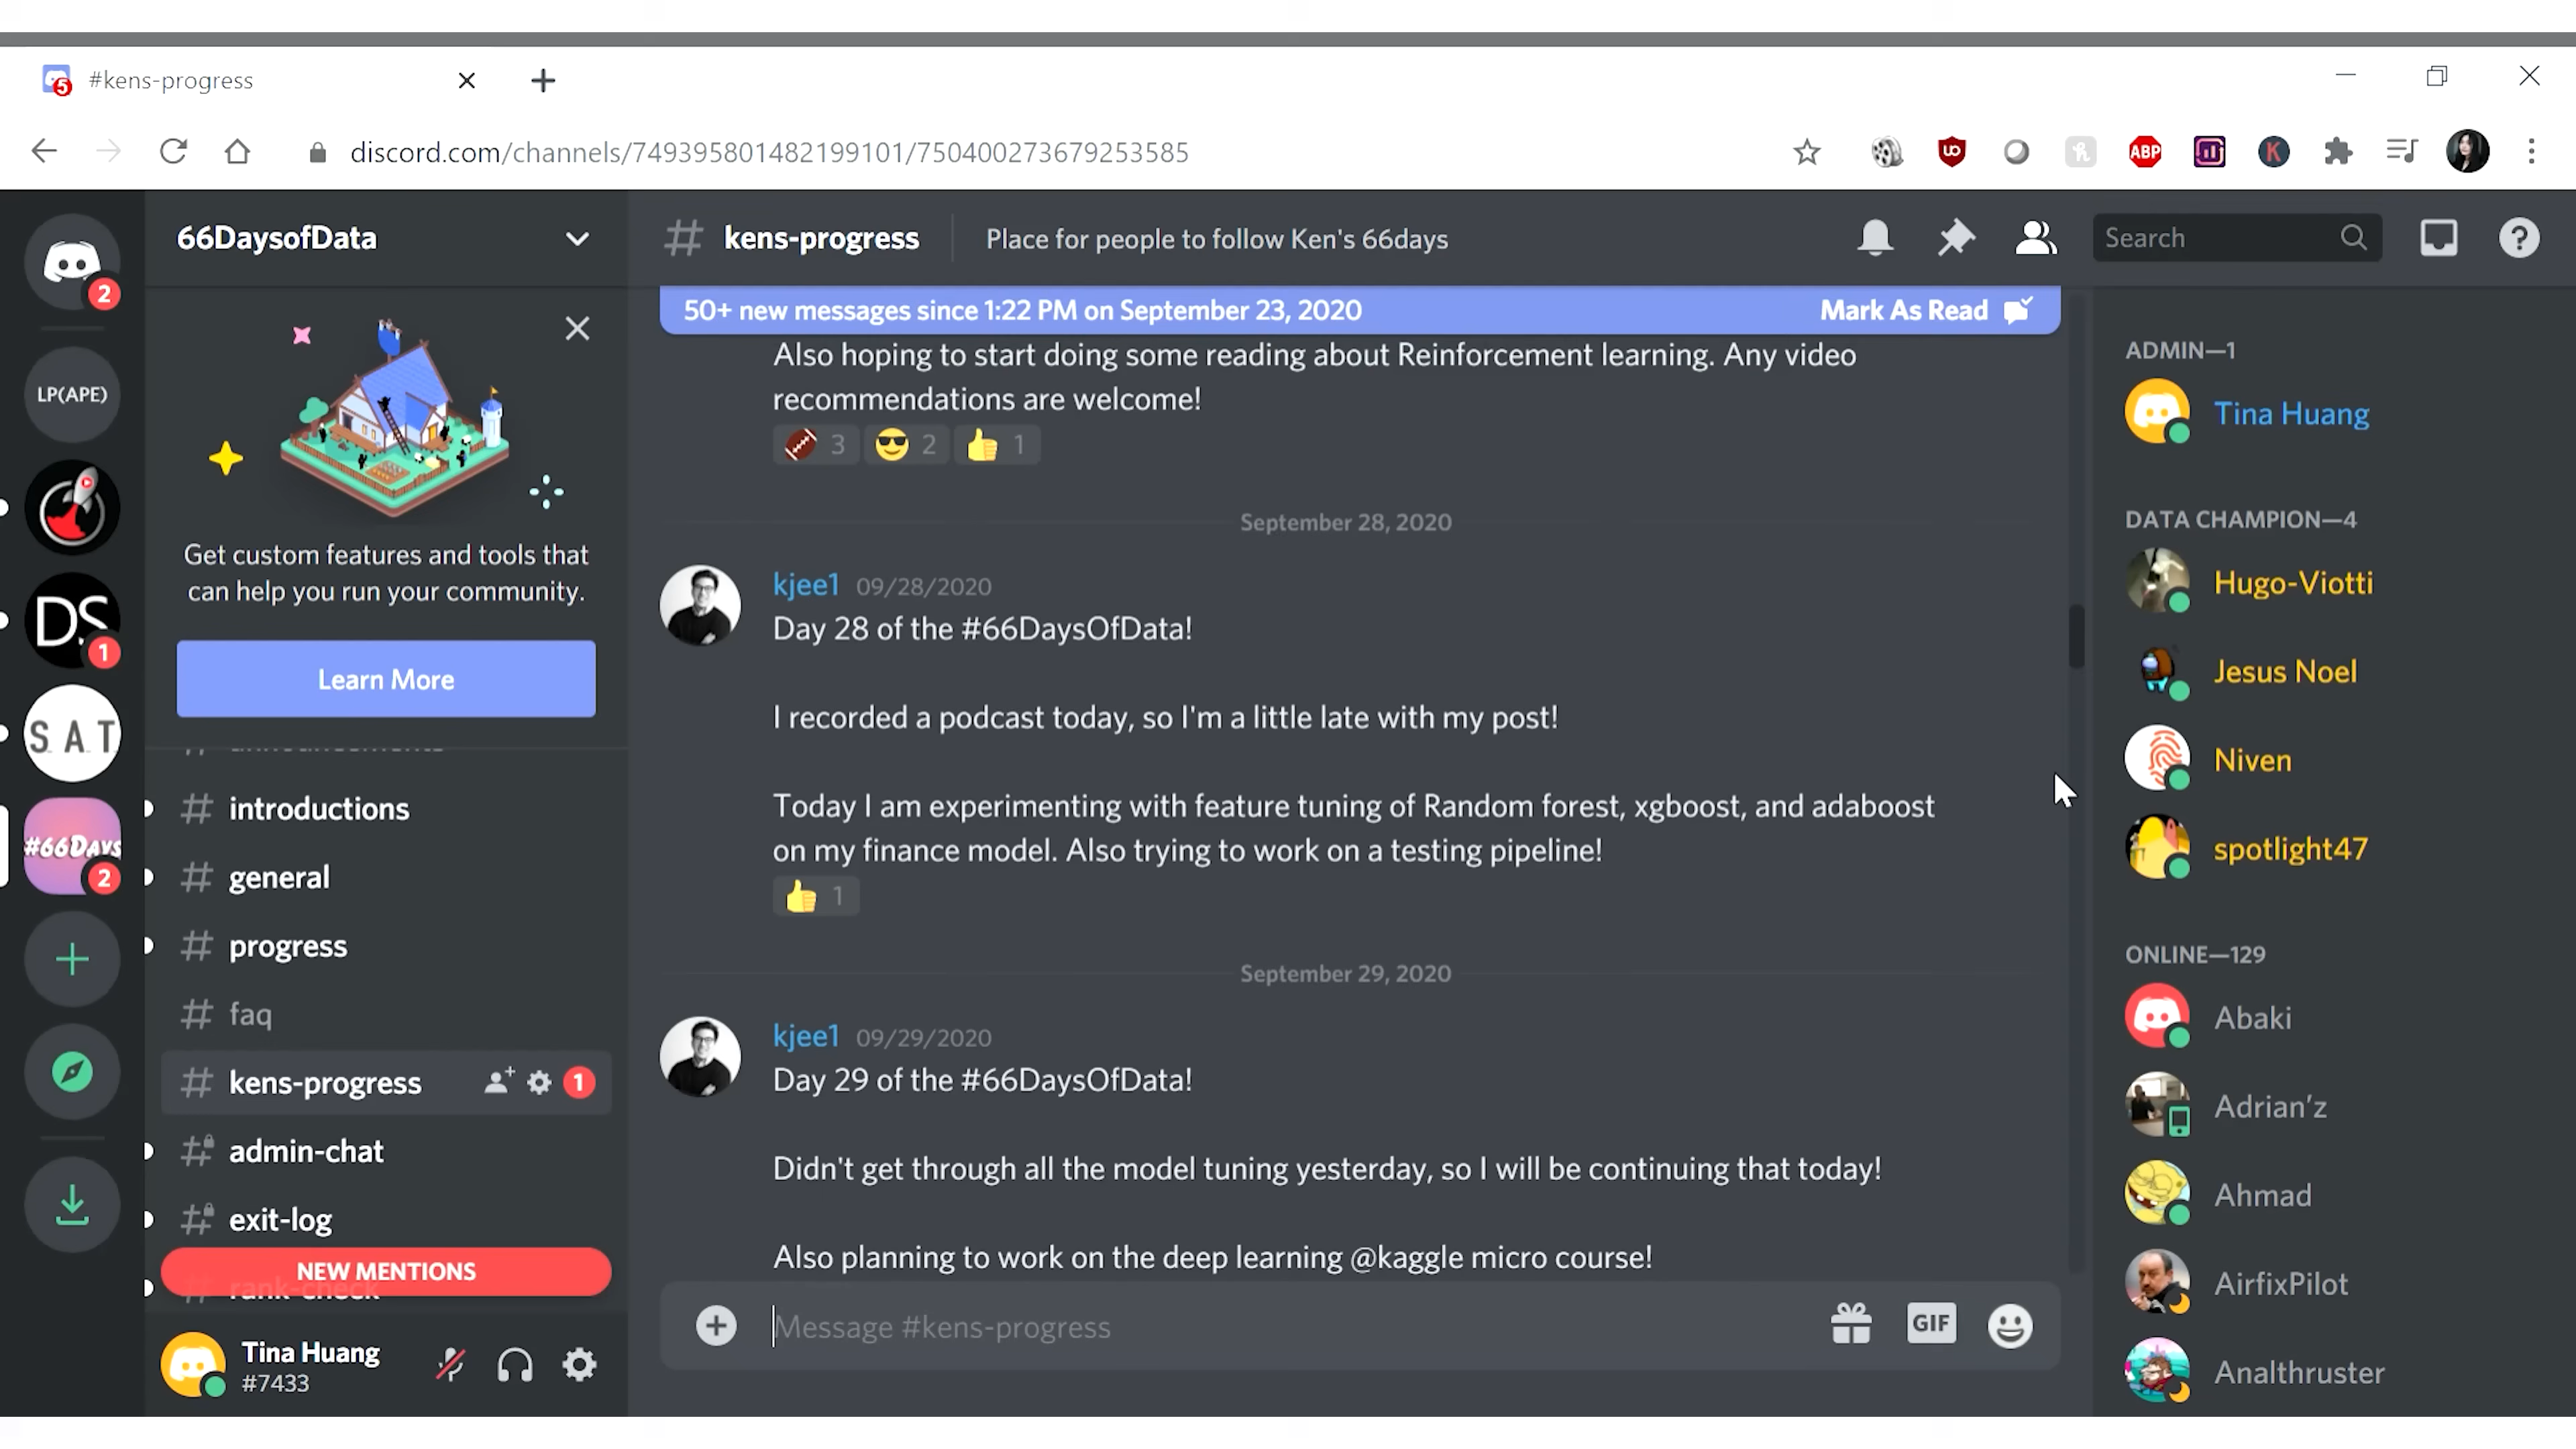 5 #kens-progress
discord.com/channels/749395801482199101/750400273679253585
UO
ABP
K
2
LP(APE)
DS
1
S A T
#66DAYS
2
66DaysofData
Get custom features and tools that
can help you run your community.
Learn More
announcements
introductions
general
progress
faq
kens-progress 1
admin-chat
exit-log
NEW MENTIONS
rank-check
Tina Huang
#7433
kens-progress Place for people to follow Ken's 66days
Search
50+ new messages since 1:22 PM on September 23, 2020 Mark As Read
Also hoping to start doing some reading about Reinforcement learning. Any video
recommendations are welcome!
3 2 1
September 28, 2020
kjee1 09/28/2020
Day 28 of the #66DaysOfData!
I recorded a podcast today, so I'm a little late with my post!
Today I am experimenting with feature tuning of Random forest, xgboost, and adaboost
on my finance model. Also trying to work on a testing pipeline!
1
September 29, 2020
kjee1 09/29/2020
Day 29 of the #66DaysOfData!
Didn't get through all the model tuning yesterday, so I will be continuing that today!
Also planning to work on the deep learning @kaggle micro course!
Message #kens-progress
GIF
ADMIN—1
Tina Huang
DATA CHAMPION—4
Hugo-Viotti
Jesus Noel
Niven
spotlight47
ONLINE—129
Abaki
Adrian’z
Ahmad
AirfixPilot
Analthruster